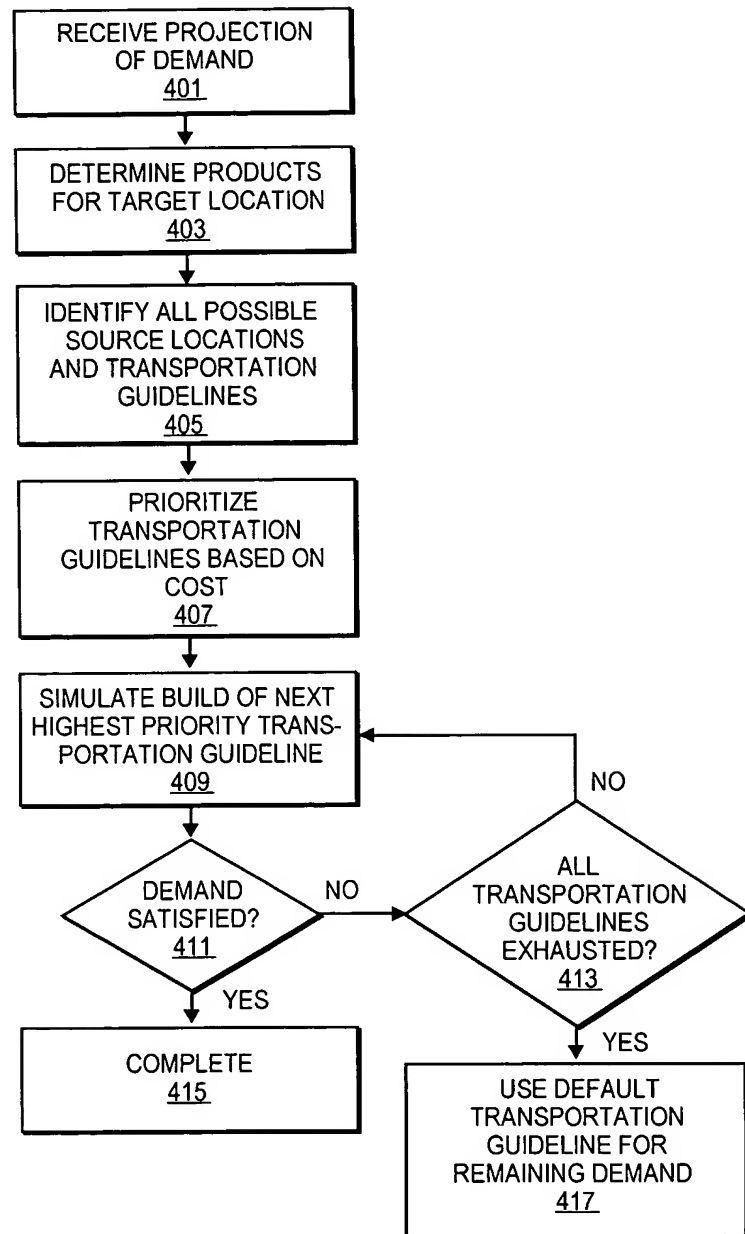 RECEIVE PROJECTION
OF DEMAND
401
DETERMINE PRODUCTS
FOR TARGET LOCATION
403
IDENTIFY ALL POSSIBLE
SOURCE LOCATIONS
AND TRANSPORTATION
GUIDELINES
405
PRIORITIZE
TRANSPORTATION
GUIDELINES BASED ON
COST
407
SIMULATE BUILD OF NEXT
HIGHEST PRIORITY TRANS-
PORTATION GUIDELINE
409
NO
DEMAND
SATISFIED?
411
NO
ALL
TRANSPORTATION
GUIDELINES
EXHAUSTED?
413
YES
COMPLETE
415
YES
USE DEFAULT
TRANSPORTATION
GUIDELINE FOR
REMAINING DEMAND
417